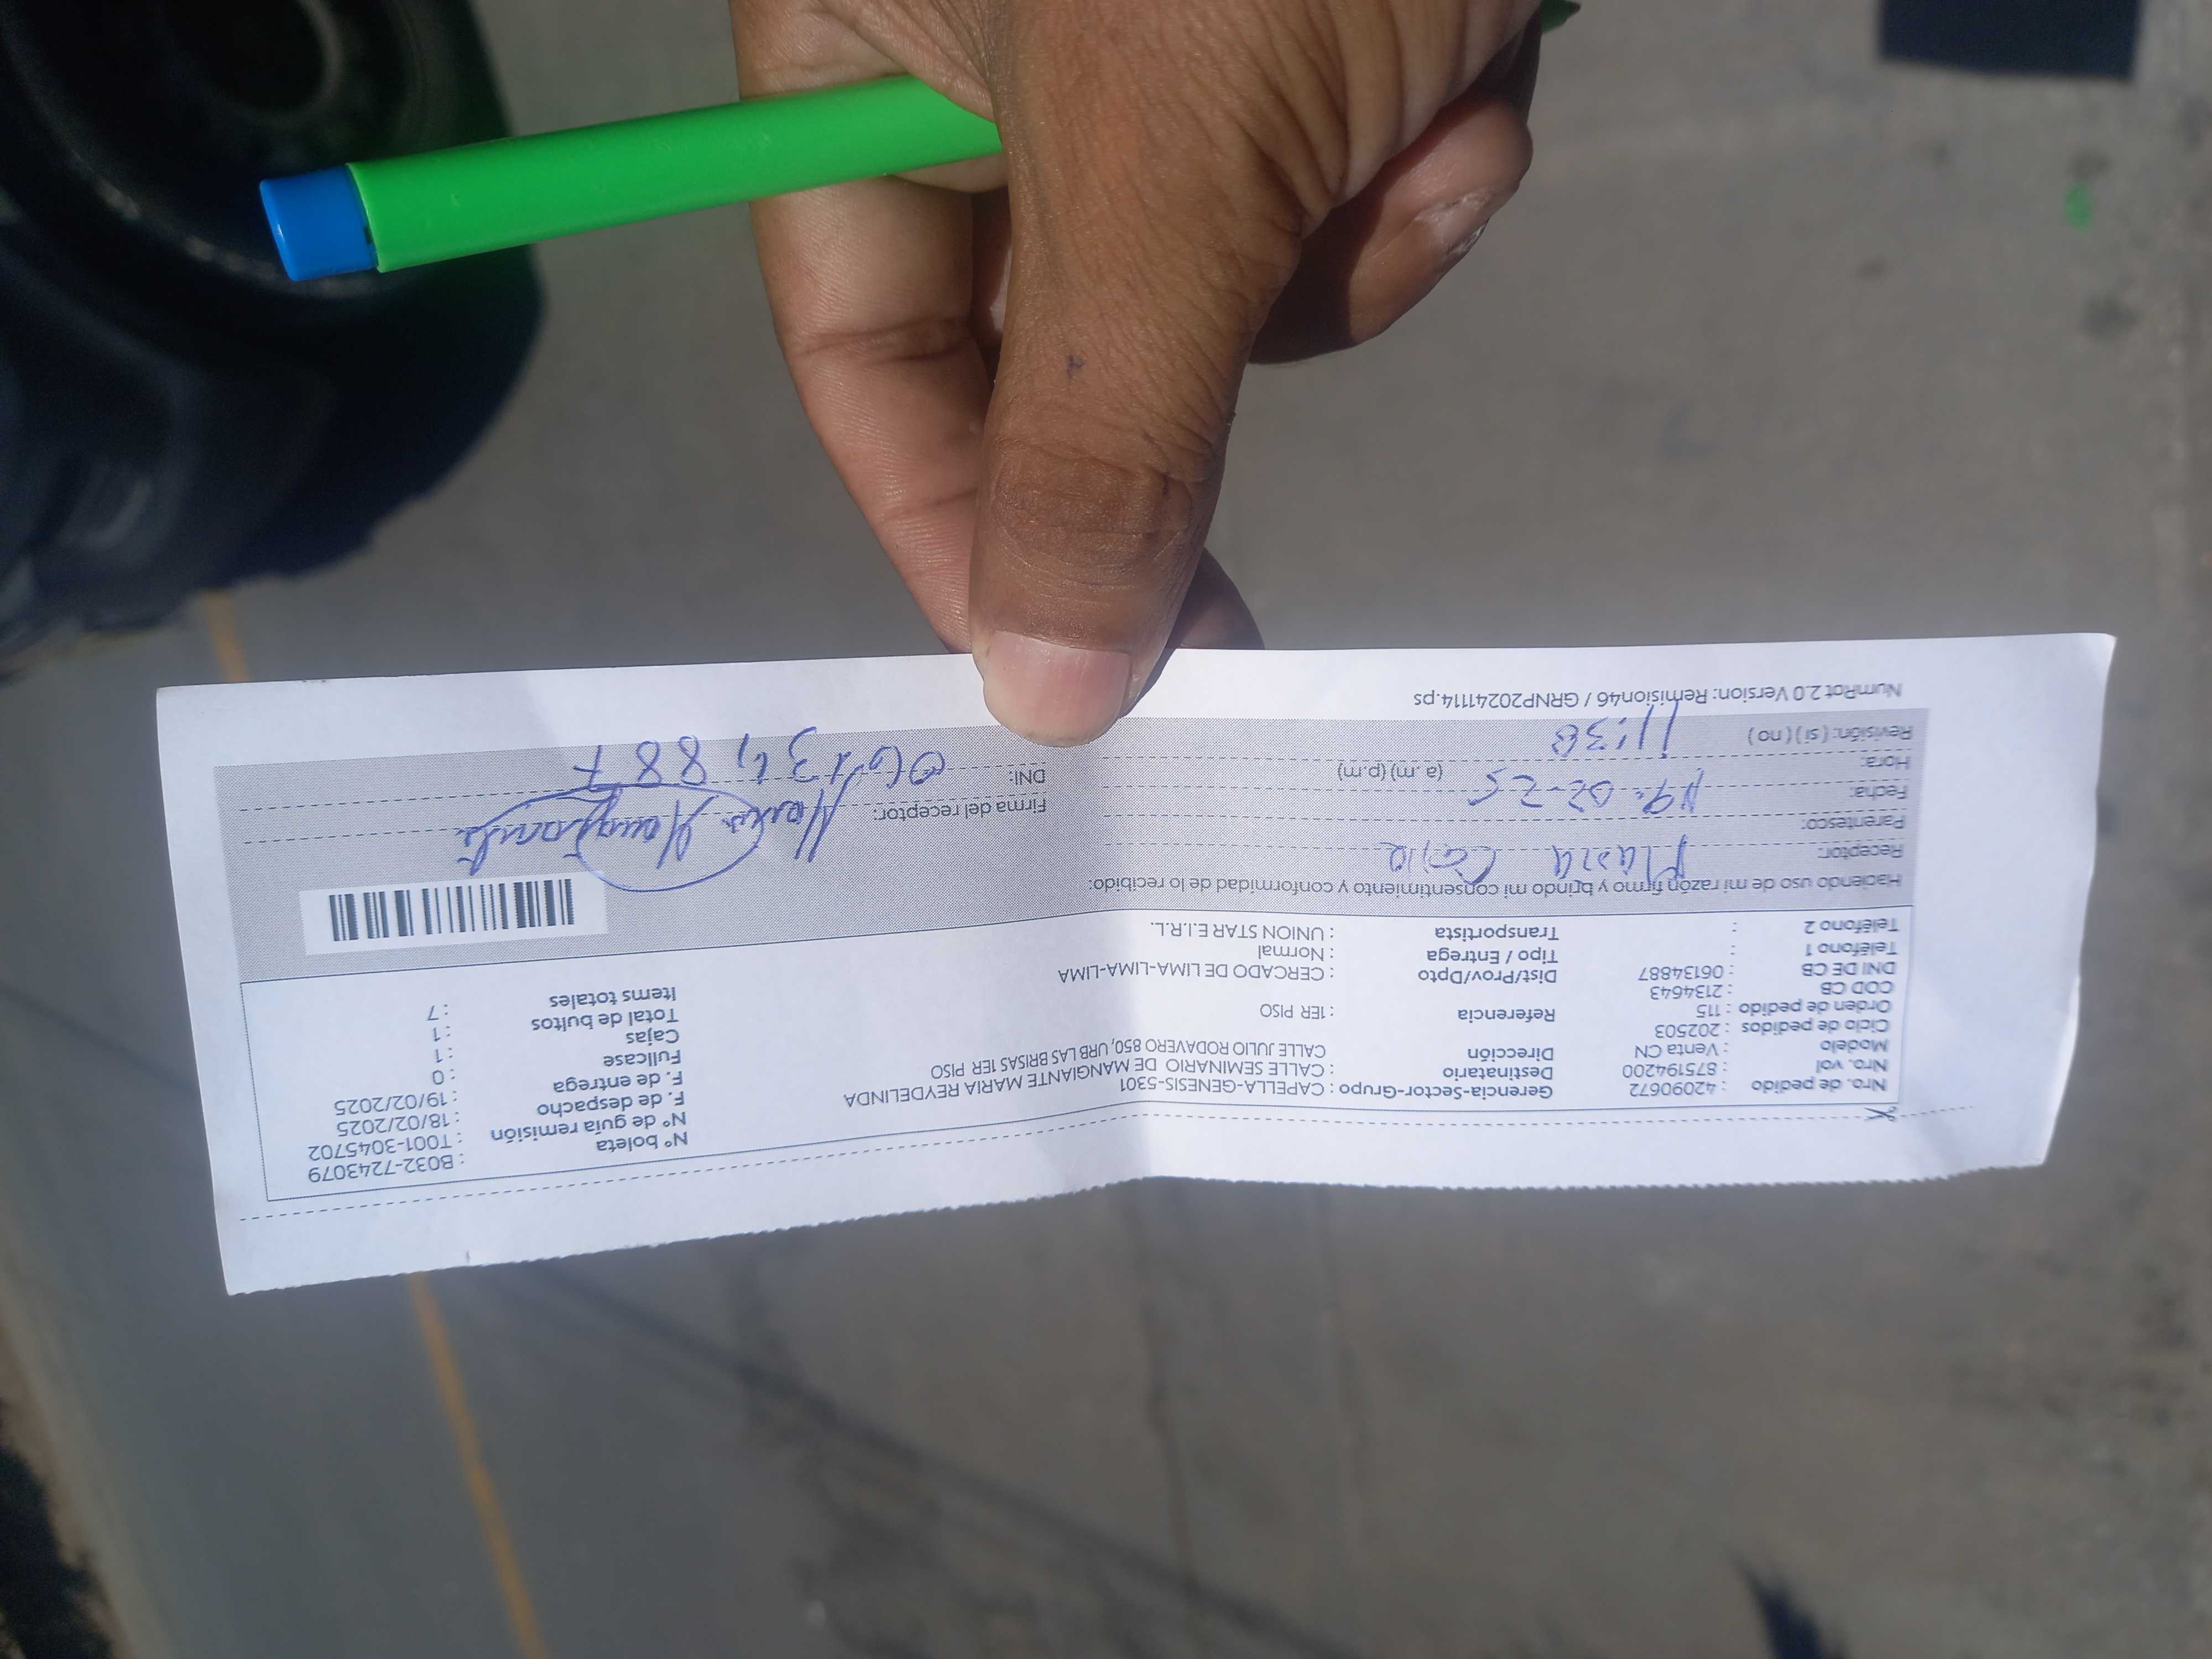 Nro. de pedido : 42090672
Nro. vol : 875194200
Modelo : Venta CN
Ciclo de pedidos : 202503
Orden de pedido : 115
COD CB : 2134643
DNI DE CB : 06134887
Teléfono 1 :
Teléfono 2 :
Gerencia-Sector-Grupo : CAPELLA-GENESIS-5301
Destinatario : CALLE SEMINARIO DE MANGIANTE MARIA REYDELINDA
Dirección CALLE JULIO RODAVERO 850, URB LAS BRISAS 1ER PISO
Referencia : 1ER PISO
Dist/Prov/Dpto : CERCADO DE LIMA-LIMA-LIMA
Tipo / Entrega : Normal
Transportista : UNION STAR E.I.R.L.
N° boleta : B032-7243079
N° de guía remisión : T001-3045702
F. de despacho : 18/02/2025
F. de entrega : 19/02/2025
Fullcase : 0
Cajas : 1
Total de bultos : 1
Items totales : 7
Haciendo uso de mi razón firmo y brindo mi consentimiento y conformidad de lo recibido:
Receptor: Maria Calle
Parentesco:
Fecha: 19-02-25
Hora: 11:38 (a.m) (p.m)
Revisión: ( si ) ( no )
Firma del receptor: Maria Mangiante
DNI: 06134887
NumRot 2.0 Version: Remision46 / GRNP20241114.ps